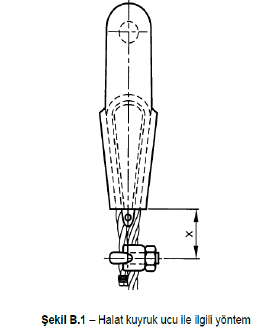 X
Şekil B.1 – Halat kuyruk ucu ile ilgili yöntem